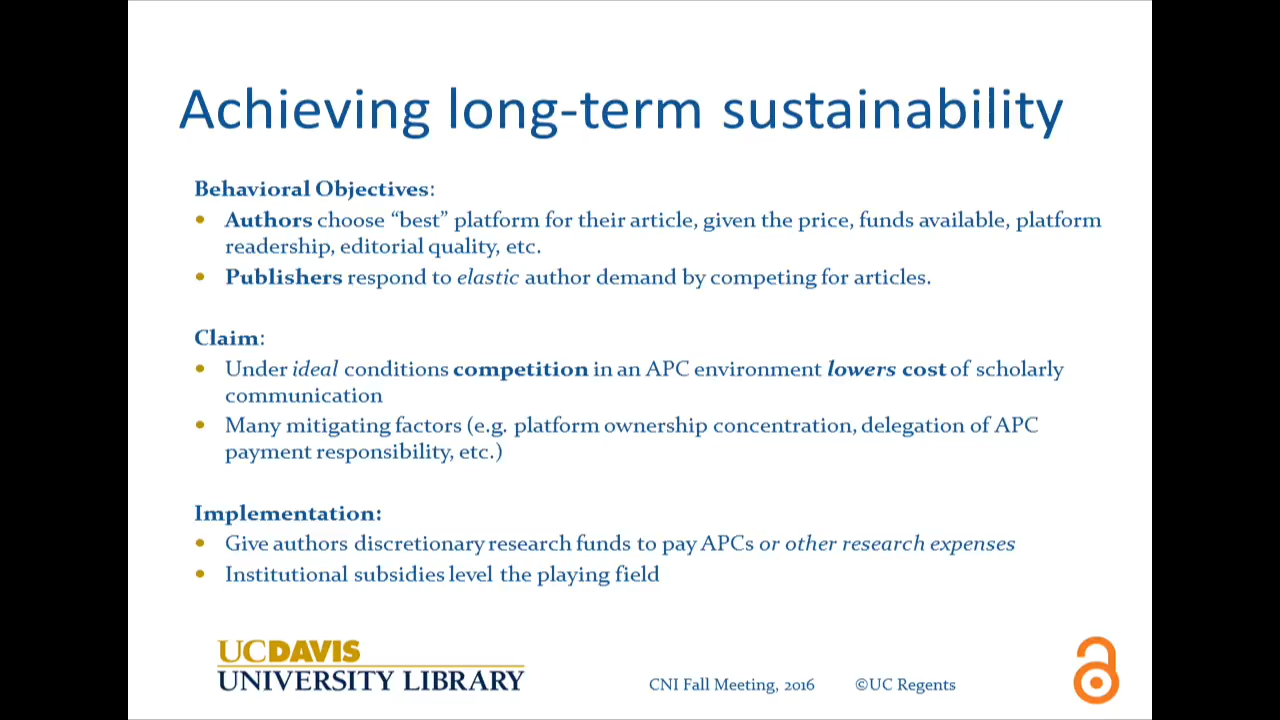 Achieving long-term sustainability
Behavioral Objectives:
• Authors choose “best” platform for their article, given the price, funds available, platform
readership, editorial quality, etc.
• Publishers respond to elastic author demand by competing for articles.
Claim:
• Under ideal conditions competition in an APC environment lowers cost of scholarly
communication
• Many mitigating factors (e.g. platform ownership concentration, delegation of APC
payment responsibility, etc.)
Implementation:
• Give authors discretionary research funds to pay APCs or other research expenses
• Institutional subsidies level the playing field
UCDAVIS
UNIVERSITY LIBRARY
CNI Fall Meeting, 2016 ©UC Regents